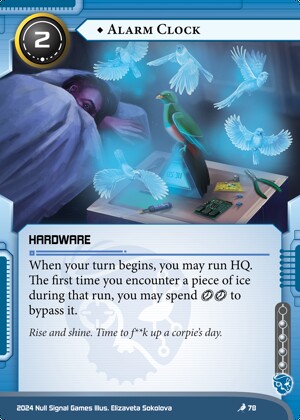 2
♦ Alarm Clock
HARDWARE
When your turn begins, you may run HQ.
The first time you encounter a piece of ice
during that run, you may spend to
bypass it.
Rise and shine. Time to f**k up a corpie's day.
2024 Null Signal Games Illus. Elizaveta Sokolova
70